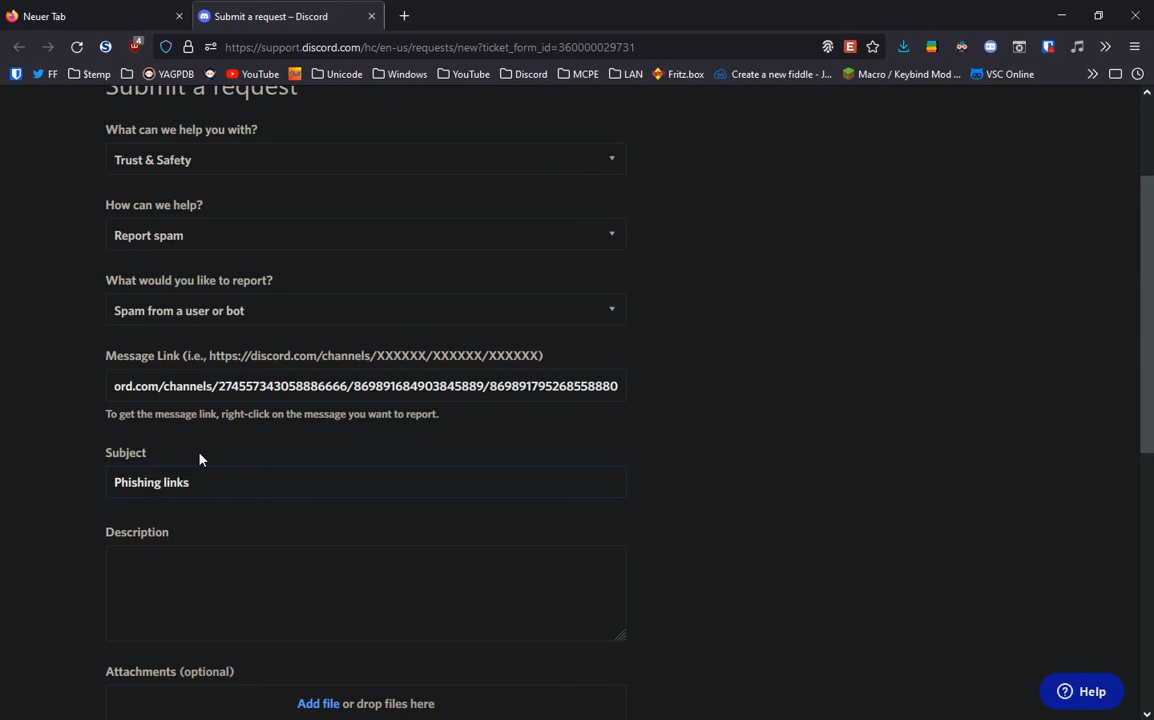 Neuer Tab
Submit a request – Discord
4
https://support.discord.com/hc/en-us/requests/new?ticket_form_id=360000029731
FF
$temp
YAGPDB
YouTube
Unicode
Windows
YouTube
Discord
MCPE
LAN
Fritz.box
Create a new fiddle - J...
Macro / Keybind Mod ...
VSC Online
Submit a request
What can we help you with?
Trust & Safety
How can we help?
Report spam
What would you like to report?
Spam from a user or bot
Message Link (i.e., https://discord.com/channels/XXXXXX/XXXXXX/XXXXXX)
ord.com/channels/274557343058886666/869891684903845889/869891795268558880
To get the message link, right-click on the message you want to report.
Subject
Phishing links
Description
Attachments (optional)
Add file or drop files here
Help